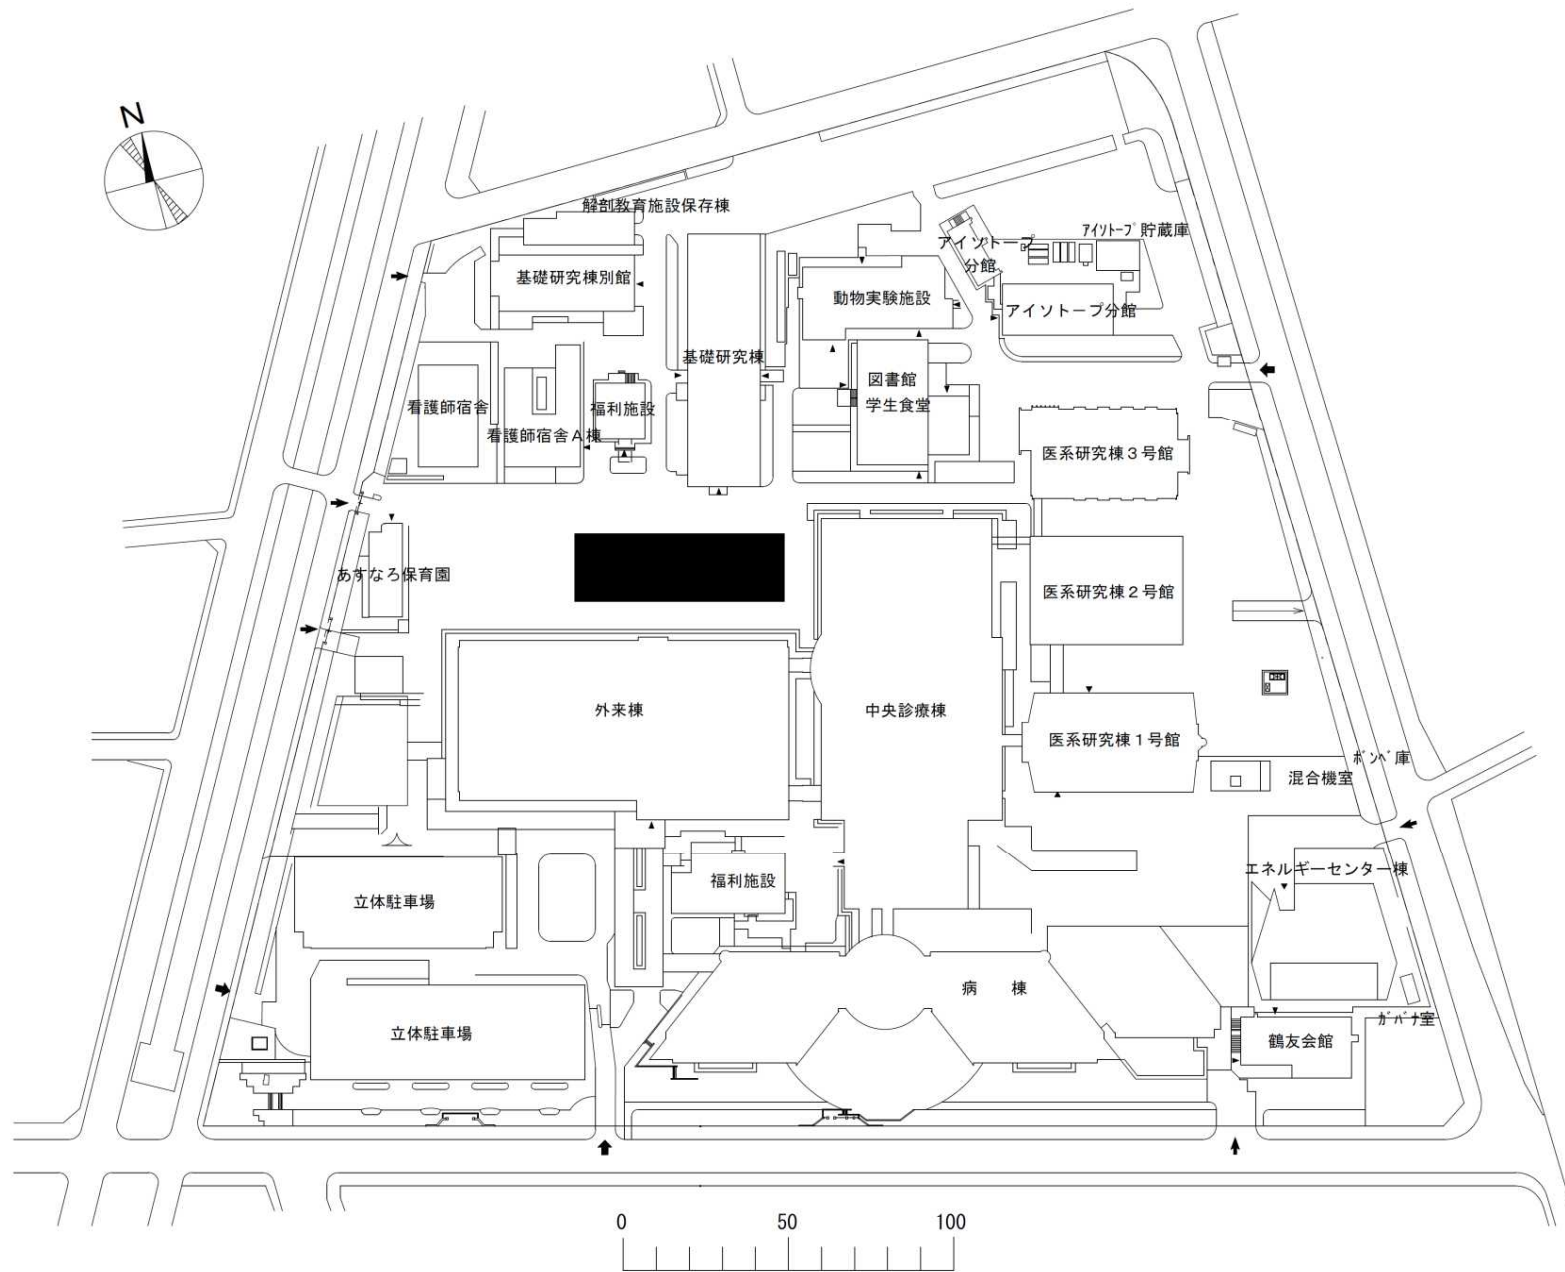 N
解剖教育施設保存棟
アイソトープ
分館
アイソトープ貯蔵庫
基礎研究棟別館
動物実験施設
アイソトープ分館
基礎研究棟
図書館
学生食堂
看護師宿舎
福利施設
看護師宿舎A棟
医系研究棟3号館
あすなろ保育園
医系研究棟2号館
外来棟
中央診療棟
医系研究棟1号館
ボンベ庫
混合機室
エネルギーセンター棟
福利施設
立体駐車場
病 棟
立体駐車場
ガバナ室
鶴友会館
0 50 100